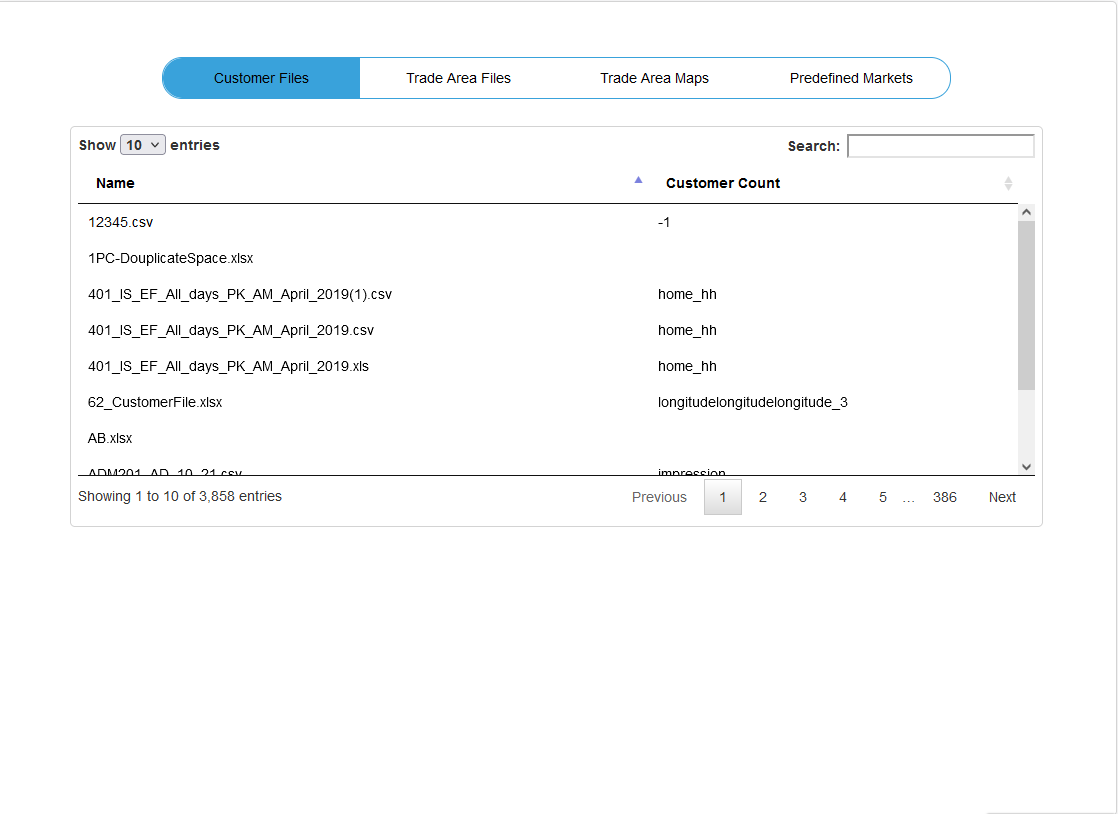 Customer Files Trade Area Files Trade Area Maps Predefined Markets
Show 10 entries Search:
Name Customer Count
12345.csv -1
1PC-DouplicateSpace.xlsx
401_IS_EF_All_days_PK_AM_April_2019(1).csv home_hh
401_IS_EF_All_days_PK_AM_April_2019.csv home_hh
401_IS_EF_All_days_PK_AM_April_2019.xls home_hh
62_CustomerFile.xlsx longitudelongitudelongitude_3
AB.xlsx
ADM201_AD_10_21.csv impression
Showing 1 to 10 of 3,858 entries Previous 1 2 3 4 5 … 386 Next